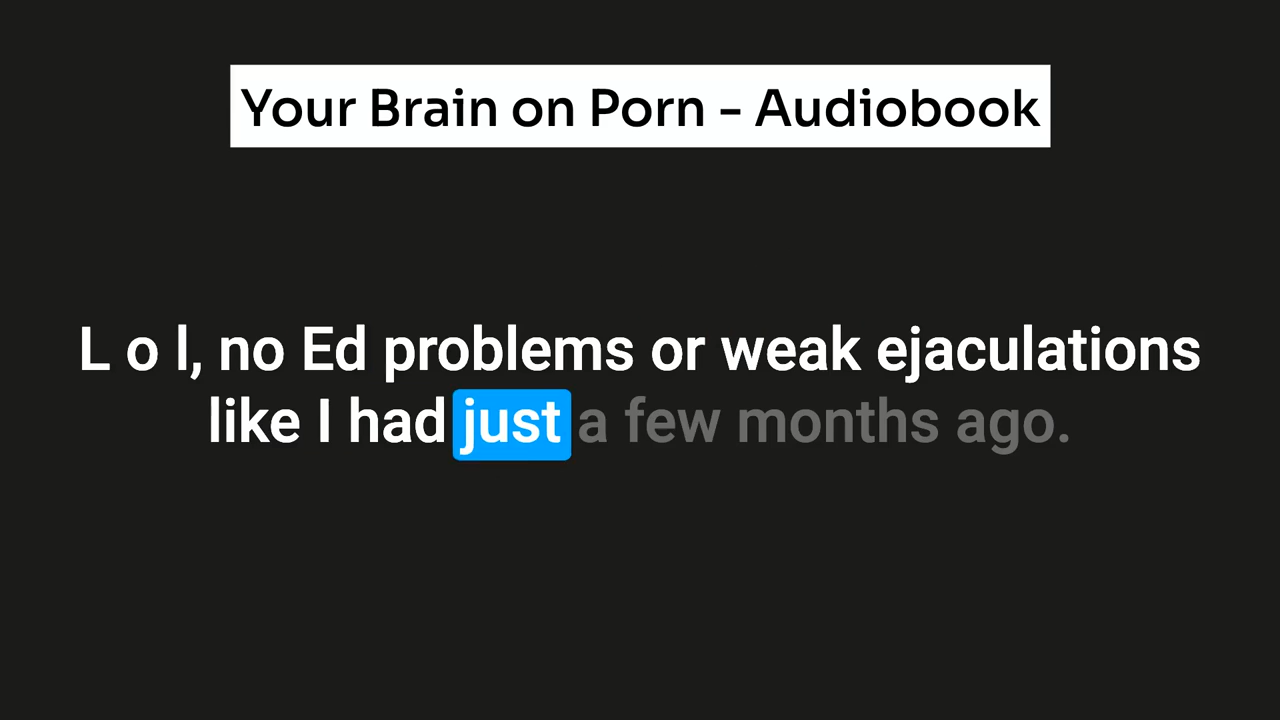 Your Brain on Porn - Audiobook
L o l, no Ed problems or weak ejaculations
like I had just a few months ago.